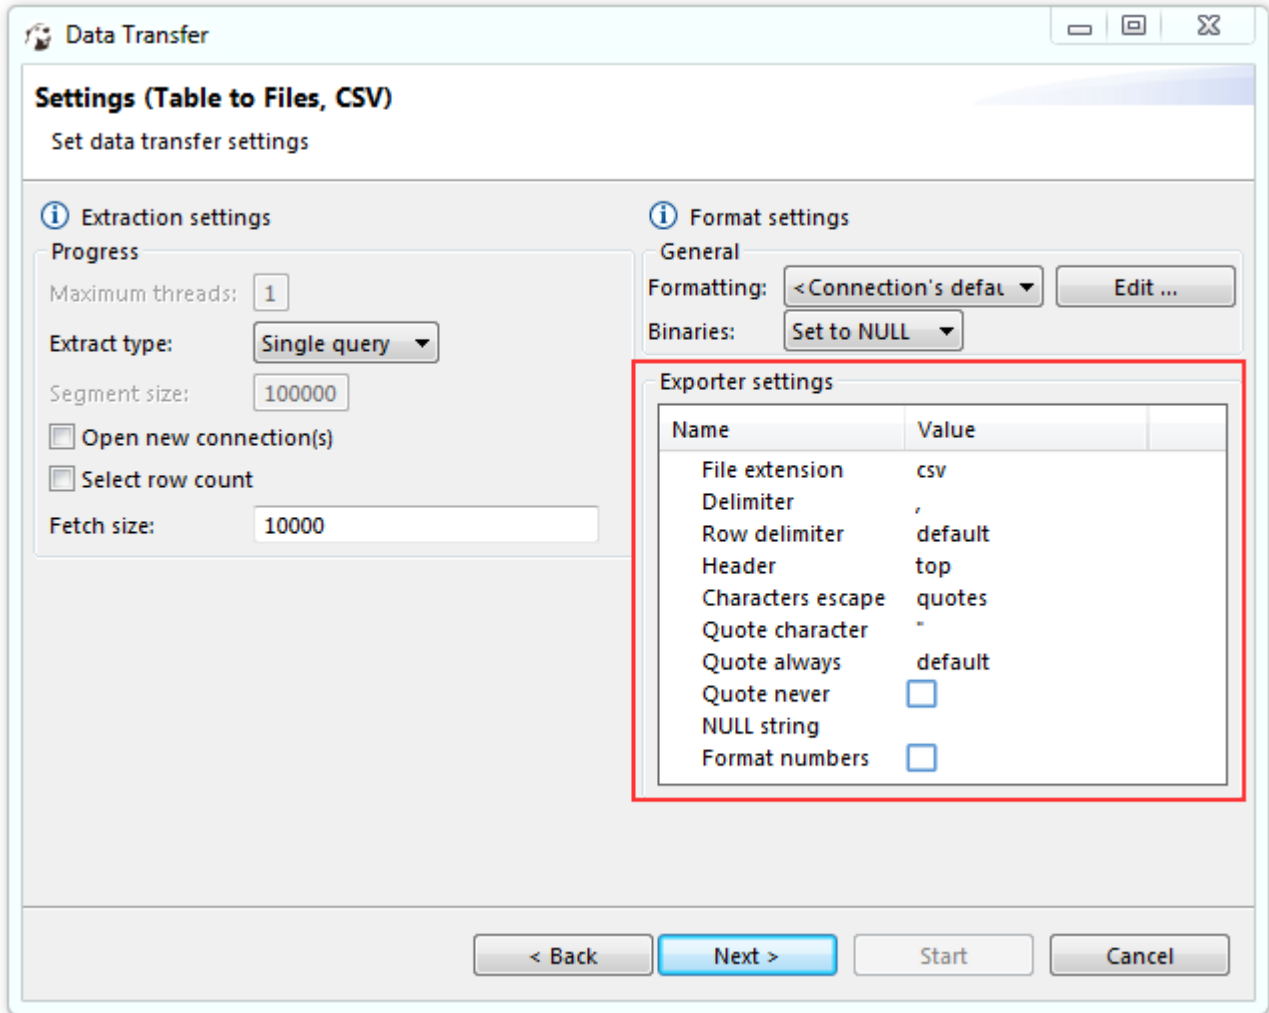 Data Transfer
Settings (Table to Files, CSV)
Set data transfer settings
Extraction settings
Progress
Maximum threads: 1
Extract type: Single query
Segment size: 100000
Open new connection(s)
Select row count
Fetch size: 10000
Format settings
General
Formatting: <Connection's defau Edit ...
Binaries: Set to NULL
Exporter settings
Name Value
File extension csv
Delimiter ,
Row delimiter default
Header top
Characters escape quotes
Quote character "
Quote always default
Quote never
NULL string
Format numbers
< Back Next > Start Cancel